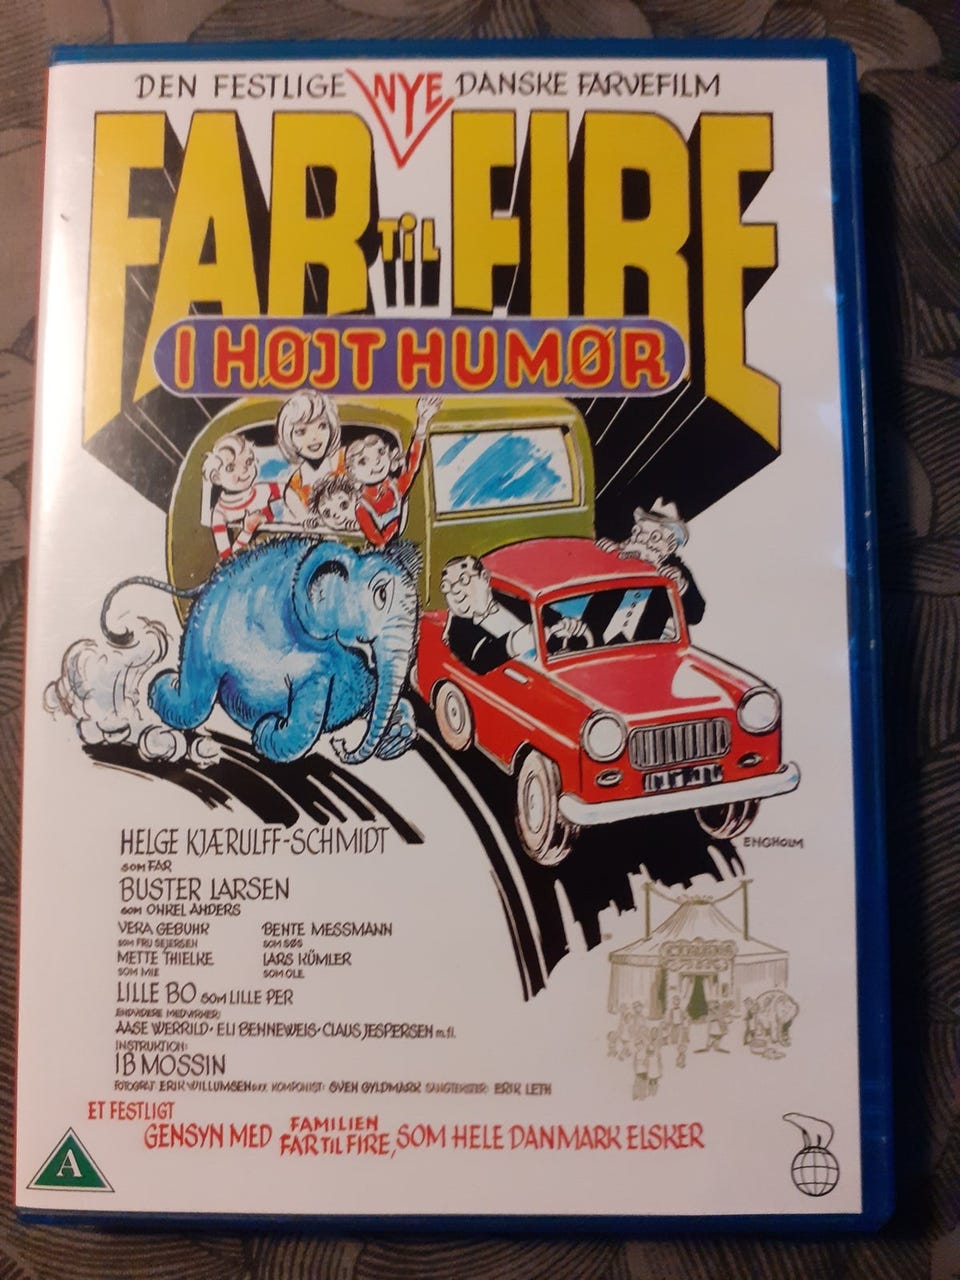 DEN FESTLIGE NYE DANSKE FARVEFILM
FAR TIL FIRE
I HØJT HUMØR
ENGHOLM
HELGE KJÆRULFF-SCHMIDT
SOM FAR
BUSTER LARSEN
SOM ONKEL ANDERS
VERA GEBUHR
SOM FRU SEJERSEN
BENTE MESSMANN
SOM SØS
METTE THIELKE
SOM MIE
LARS KÜMLER
SOM OLE
LILLE BO SOM LILLE PER
ENDVIDERE MEDVIRKER:
AASE WERRILD · ELI BENNEWEIS · CLAUS JESPERSEN m.fl.
INSTRUKTION:
IB MOSSIN
FOTOGRAF: ERIK WILLUMSEN D.F.F. KOMPONIST: SVEN GYLDMARK SANGTEKSTER: ERIK LETH
CIRKUS
ET FESTLIGT
GENSYN MED FAMILIEN FAR TIL FIRE, SOM HELE DANMARK ELSKER
A